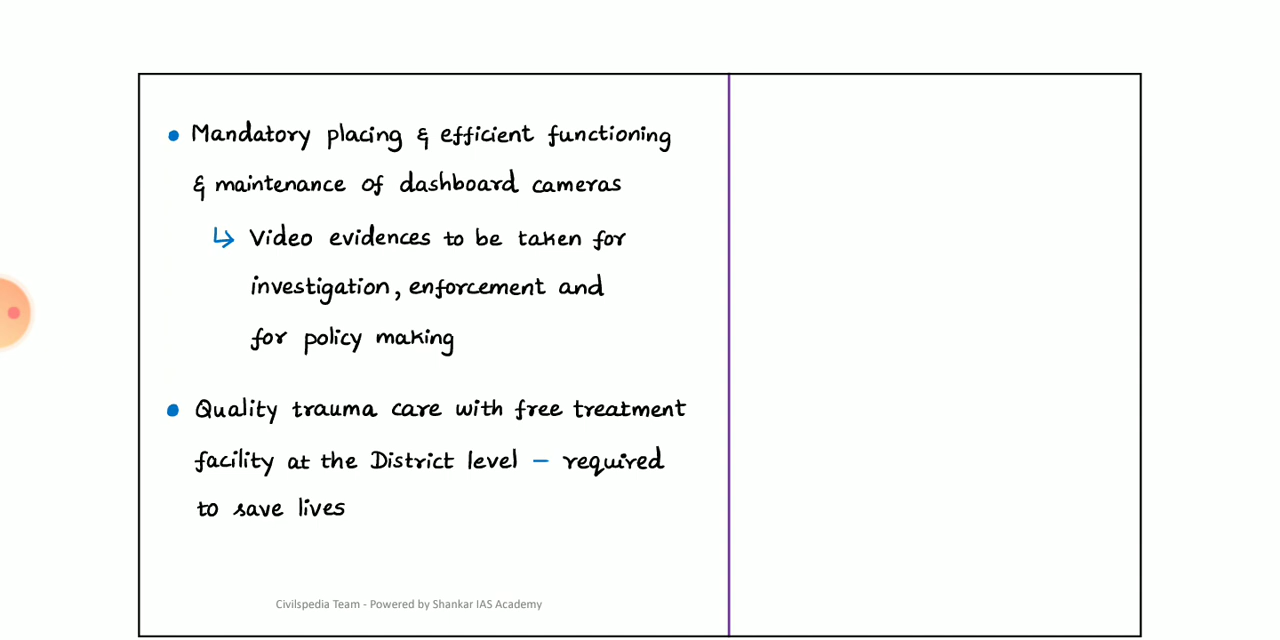 • Mandatory placing & efficient functioning
& maintenance of dashboard cameras
↳ Video evidences to be taken for
investigation, enforcement and
for policy making
• Quality trauma care with free treatment
facility at the District level – required
to save lives
Civilspedia Team - Powered by Shankar IAS Academy